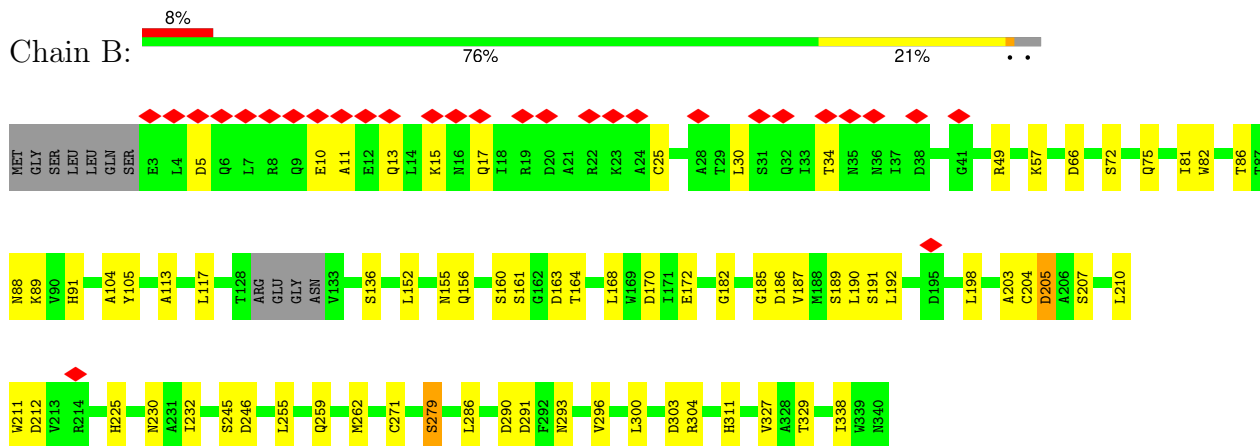 8%
Chain B:
76% 21% • •
MET GLY SER LEU LEU GLN SER E3 L4 D5 Q6 L7 R8 Q9 E10 A11 E12 Q13 L14 K15 N16 Q17 I18 R19 D20 A21 R22 K23 A24 C25 A28 T29 L30 S31 Q32 I33 T34 N35 N36 I37 D38 G41 R49 K57 D66 S72 Q75 I81 W82 T86 T87
N88 K89 V90 H91 A104 Y105 A113 L117 T128 ARG GLU GLY ASN V133 S136 L152 N155 Q156 S160 S161 G162 D163 T164 L168 W169 D170 I171 E172 G182 G185 D186 V187 M188 S189 L190 S191 L192 D195 L198 A203 C204 D205 A206 S207 L210
W211 D212 V213 R214 H225 N230 A231 I232 S245 D246 L255 Q259 M262 C271 S279 L286 D290 D291 F292 N293 V296 L300 D303 R304 H311 V327 A328 T329 I338 W339 N340